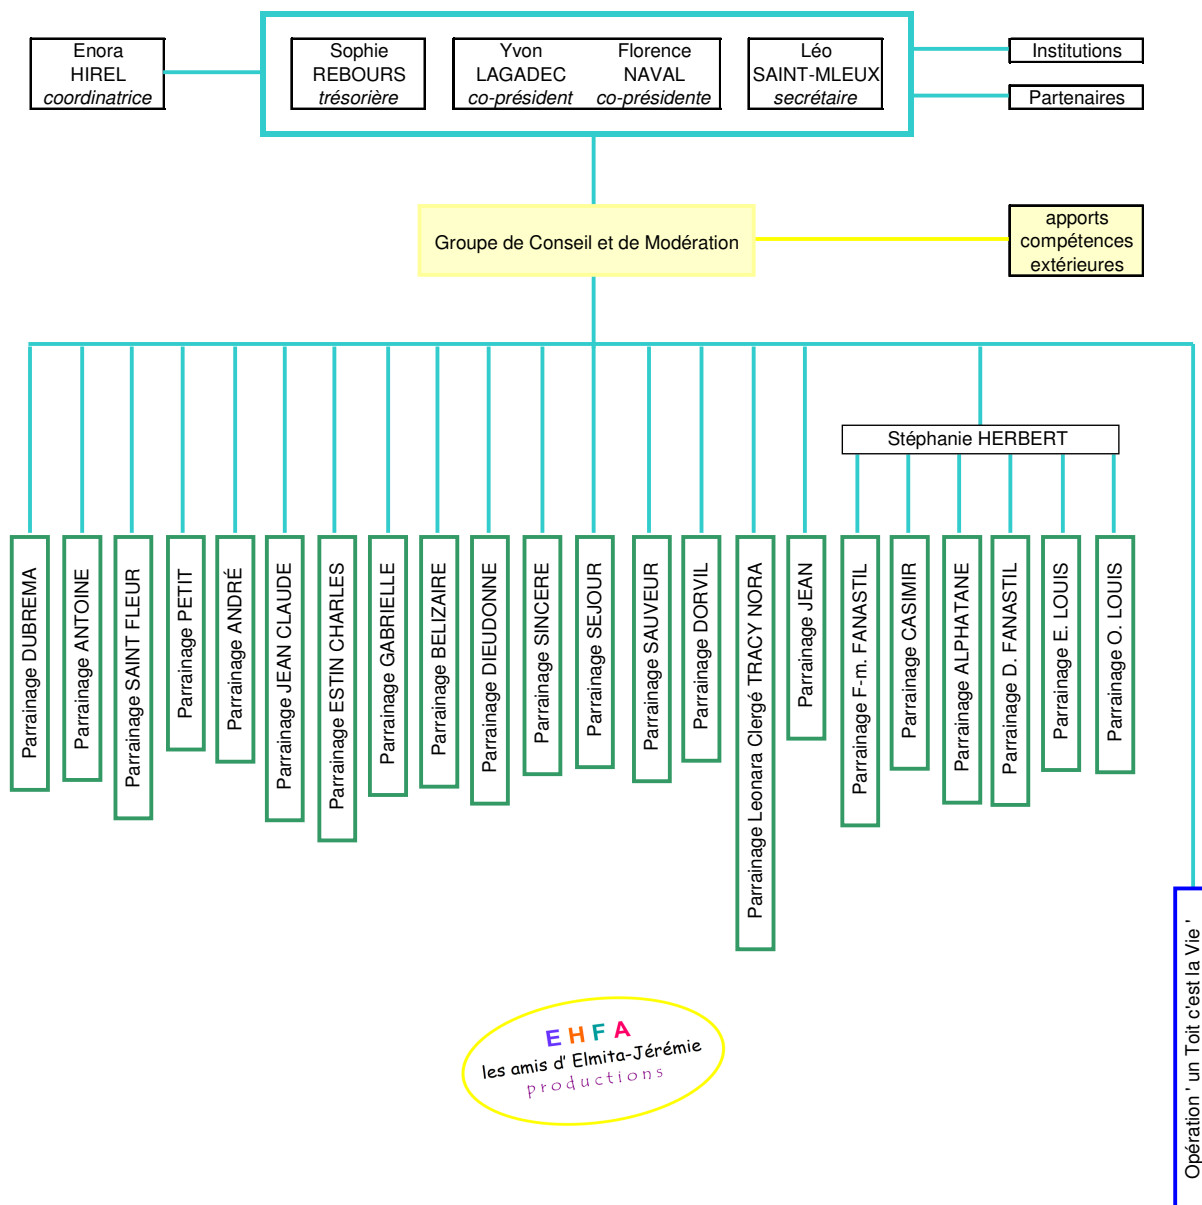 Enora
HIREL
coordinatrice
Sophie
REBOURS
trésorière
Yvon
LAGADEC
co-président
Florence
NAVAL
co-présidente
Léo
SAINT-MLEUX
secrétaire
Institutions
Partenaires
Groupe de Conseil et de Modération
apports
compétences
extérieures
Stéphanie HERBERT
Parrainage DUBREMA
Parrainage ANTOINE
Parrainage SAINT FLEUR
Parrainage PETIT
Parrainage ANDRÉ
Parrainage JEAN CLAUDE
Parrainage ESTIN CHARLES
Parrainage GABRIELLE
Parrainage BELIZAIRE
Parrainage DIEUDONNE
Parrainage SINCERE
Parrainage SEJOUR
Parrainage SAUVEUR
Parrainage DORVIL
Parrainage Leonara Clergé TRACY NORA
Parrainage JEAN
Parrainage F-m. FANASTIL
Parrainage CASIMIR
Parrainage ALPHATANE
Parrainage D. FANASTIL
Parrainage E. LOUIS
Parrainage O. LOUIS
Opération ' un Toit c'est la Vie '
E H F A
les amis d' Elmita-Jérémie
productions